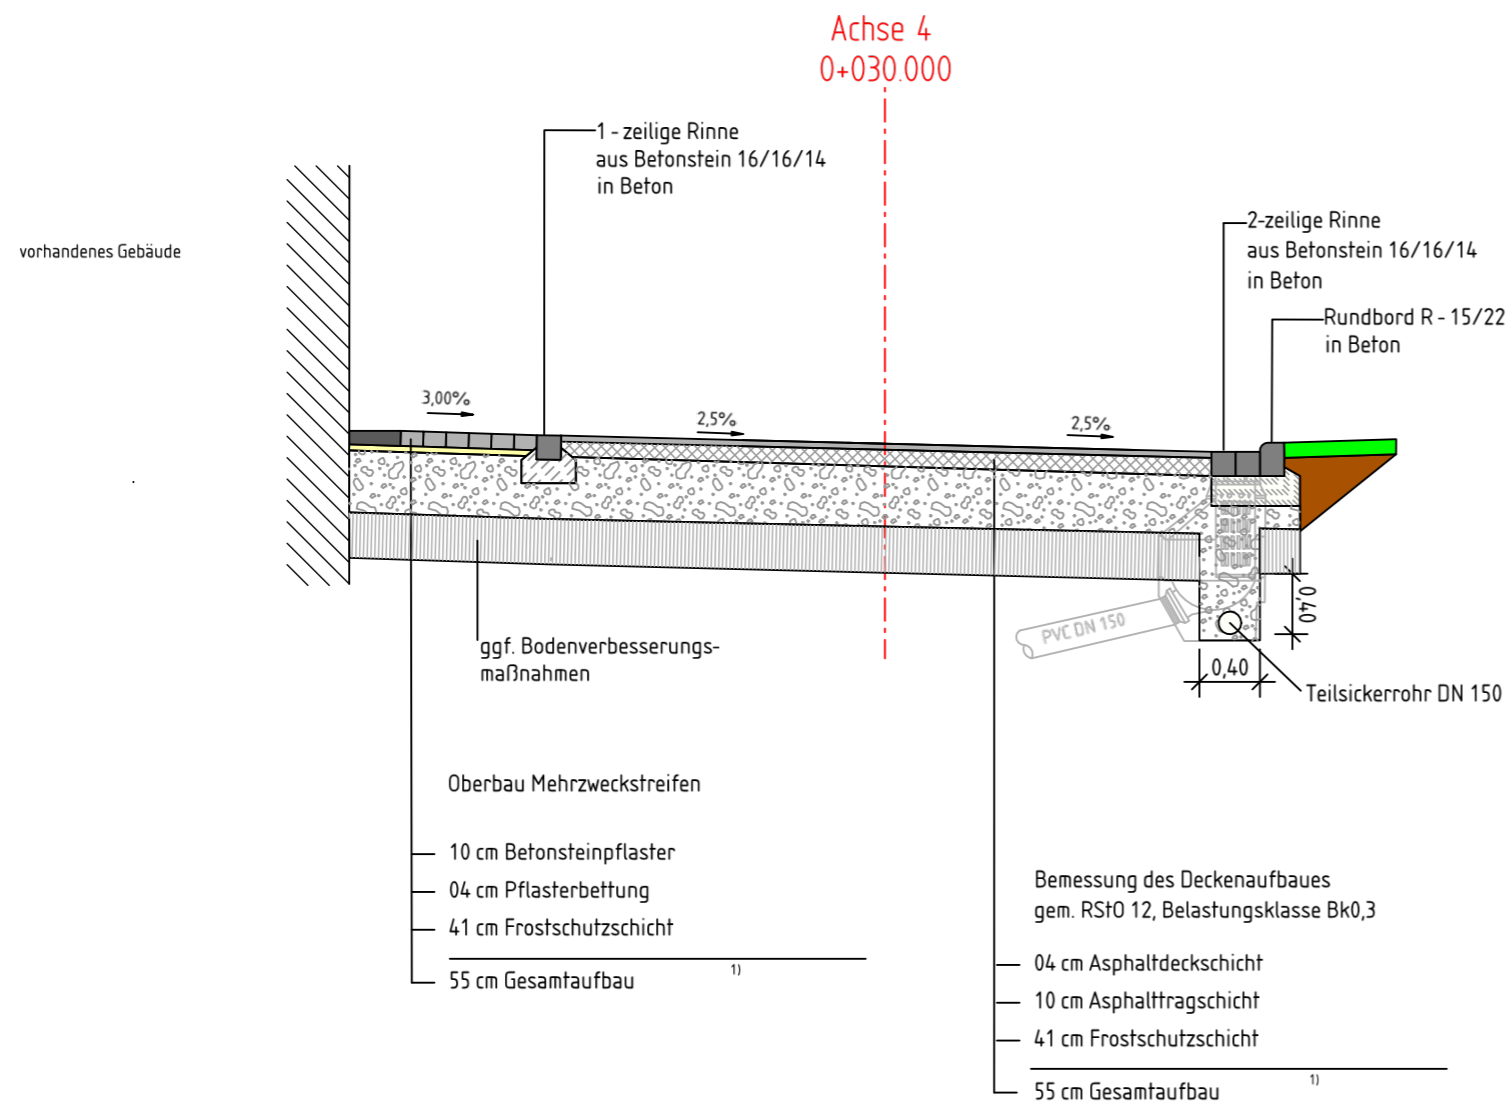 Achse 4
0+030.000
1 - zeilige Rinne
aus Betonstein 16/16/14
in Beton
2-zeilige Rinne
aus Betonstein 16/16/14
in Beton
vorhandenes Gebäude
Rundbord R - 15/22
in Beton
3,00%
2,5%
2,5%
PVC DN 150
0,40
0,40
ggf. Bodenverbesserungs-
maßnahmen
Teilsickerrohr DN 150
Oberbau Mehrzweckstreifen
10 cm Betonsteinpflaster
04 cm Pflasterbettung
41 cm Frostschutzschicht
1)
55 cm Gesamtaufbau
Bemessung des Deckenaufbaues
gem. RStO 12, Belastungsklasse Bk0,3
04 cm Asphaltdeckschicht
10 cm Asphalttragschicht
41 cm Frostschutzschicht
1)
55 cm Gesamtaufbau